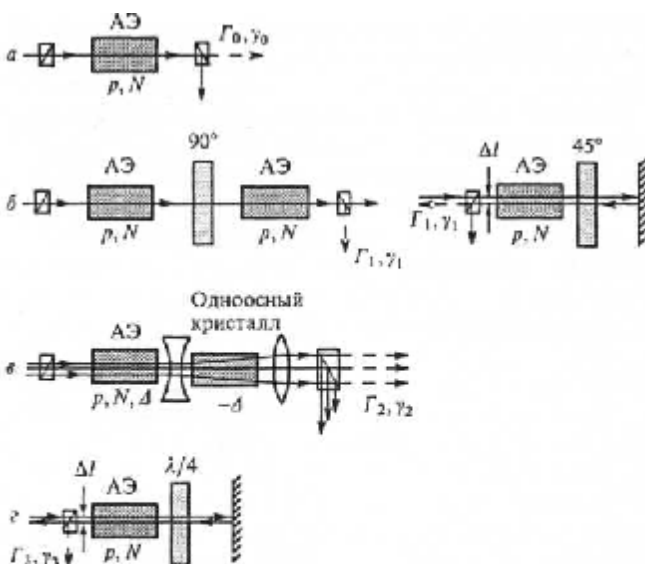 АЭ
а
Γ₀, γ₀
p, N
90°
45°
АЭ
АЭ
Δl
АЭ
б
p, N
p, N
Γ₁, γ₁
Γ₁, γ₁
p, N
Одноосный
кристалл
АЭ
в
p, N, Δ
−Δ
Γ₂, γ₂
Δl
АЭ
λ/4
г
Γ₃, γ₃
p, N